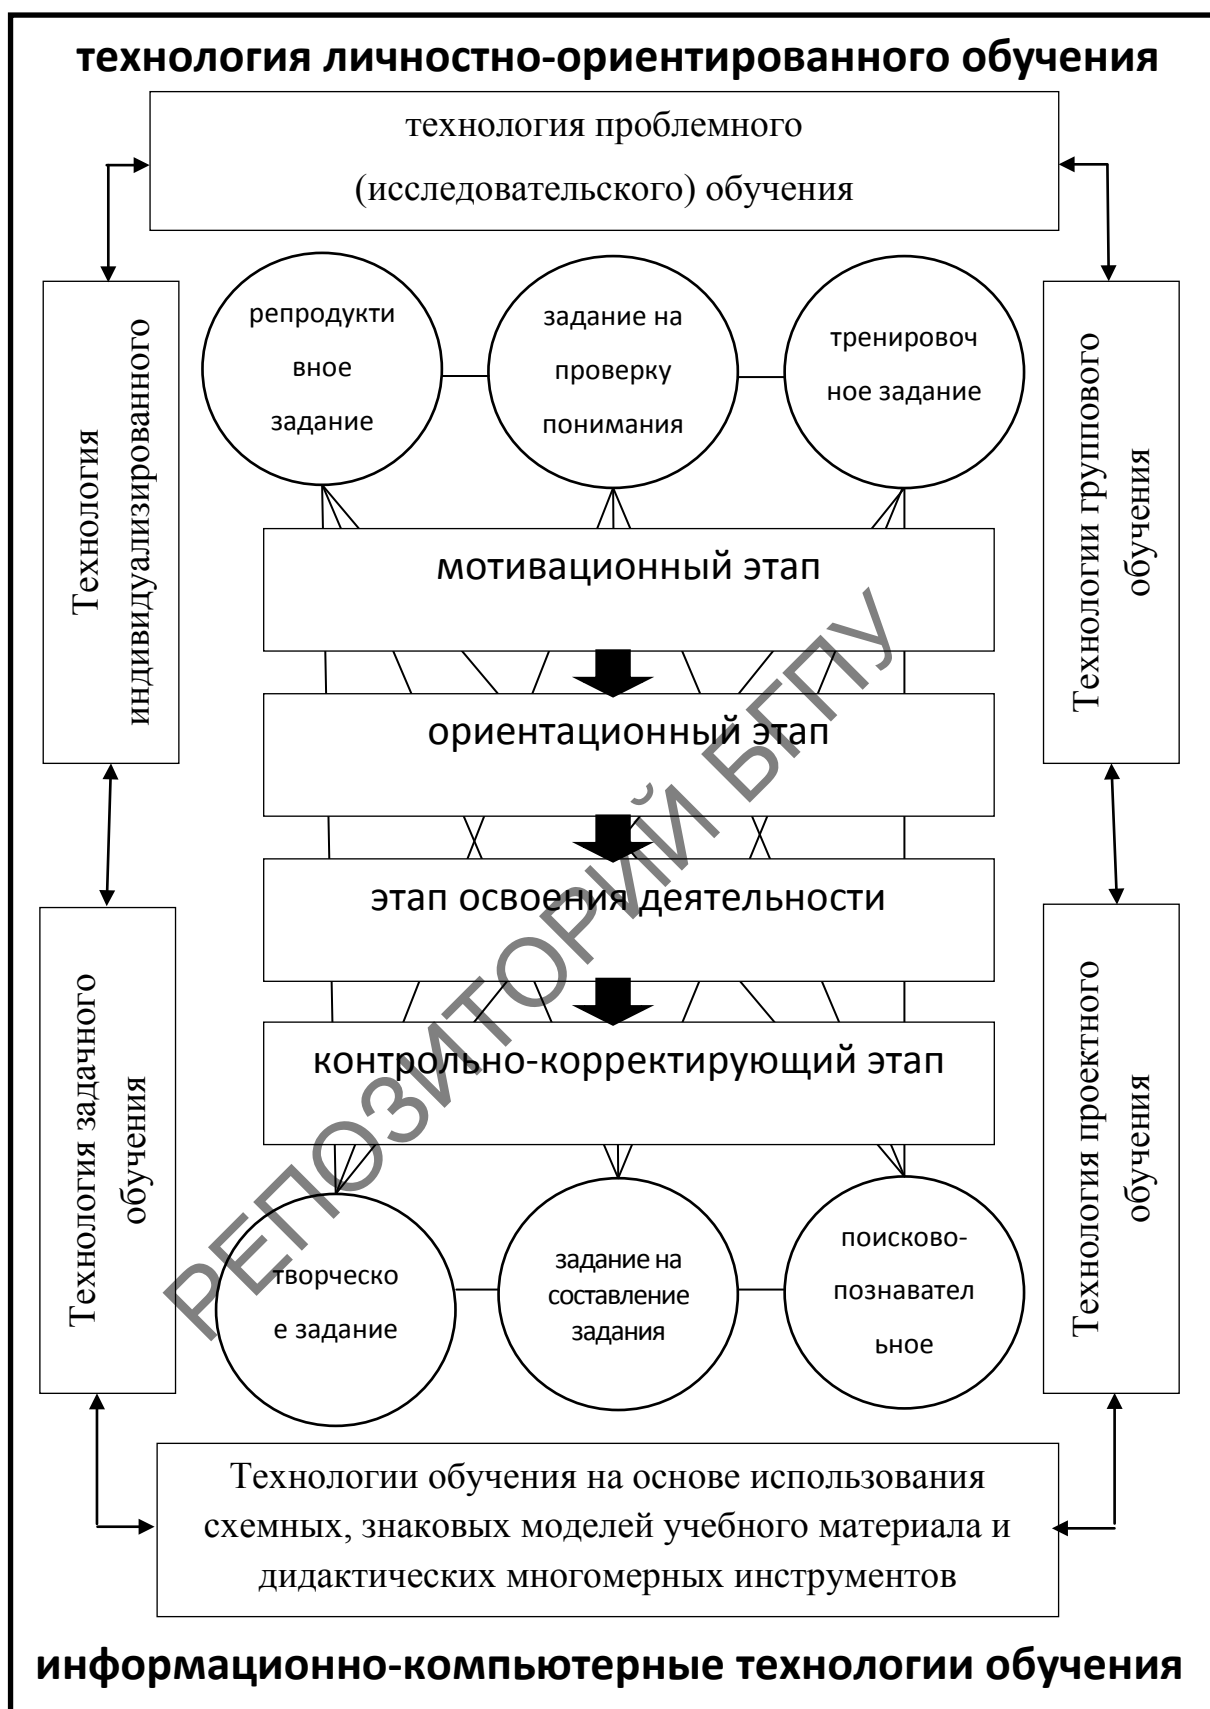 технология личностно-ориентированного обучения
технология проблемного
(исследовательского) обучения
Технология
индивидуализированного
репродукти
вное
задание
задание на
проверку
понимания
тренировоч
ное задание
Технологии группового
обучения
мотивационный этап
ориентационный этап
этап освоения деятельности
контрольно-корректирующий этап
РЕПОЗИТОРИЙ БГПУ
Технология задачного
обучения
творческо
е задание
задание на
составление
задания
поисково-
познавател
ьное
Технология проектного
обучения
Технологии обучения на основе использования
схемных, знаковых моделей учебного материала и
дидактических многомерных инструментов
информационно-компьютерные технологии обучения